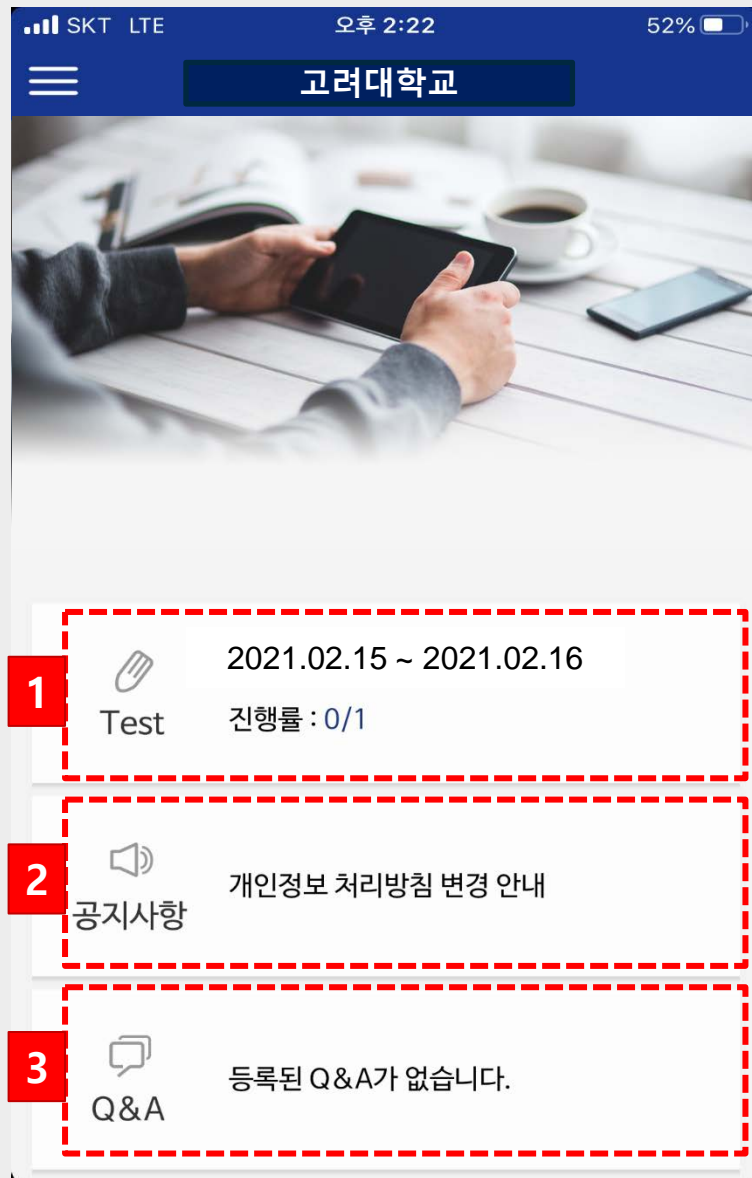 SKT LTE 오후 2:22 52%
고려대학교
1
2021.02.15 ~ 2021.02.16
Test 진행률 : 0/1
2
공지사항 개인정보 처리방침 변경 안내
3
Q&A 등록된 Q&A가 없습니다.